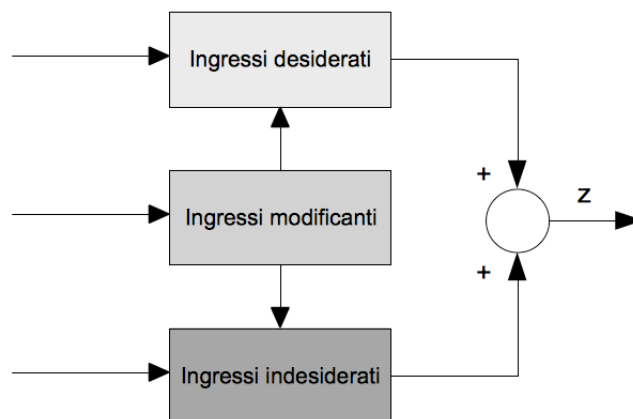 Ingressi desiderati
+
z
Ingressi modificanti
+
Ingressi indesiderati